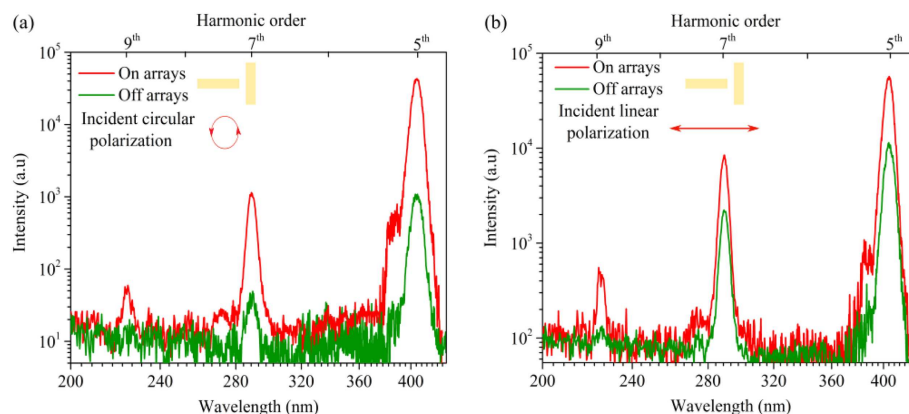 (a)
Harmonic order
9th 7th 5th
10^5
10^4
10^3
10^2
10^1
Intensity (a.u)
On arrays
Off arrays
Incident circular
polarization
200 240 280 320 360 400
Wavelength (nm)
(b)
Harmonic order
9th 7th 5th
10^5
10^4
10^3
10^2
Intensity (a.u)
On arrays
Off arrays
Incident linear
polarization
200 240 280 320 360 400
Wavelength (nm)